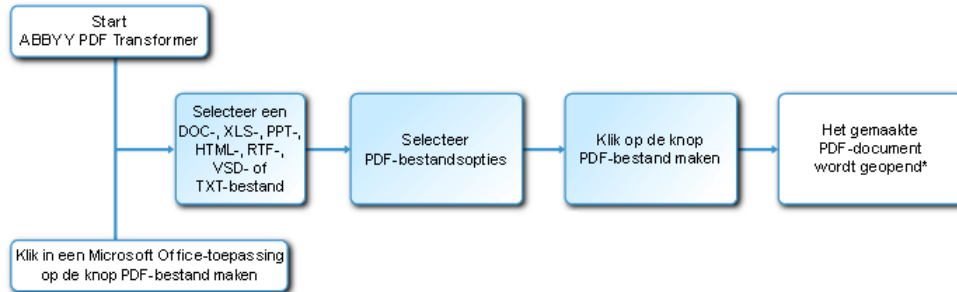 Start
ABBYY PDF Transformer
Selecteer een
DOC-, XLS-, PPT-,
HTML-, RTF-,
VSD- of
TXT-bestand
Selecteer
PDF-bestandsopties
Klik op de knop
PDF-bestand maken
Het gemaakte
PDF-document
wordt geopend*
Klik in een Microsoft Office-toepassing
op de knop PDF-bestand maken